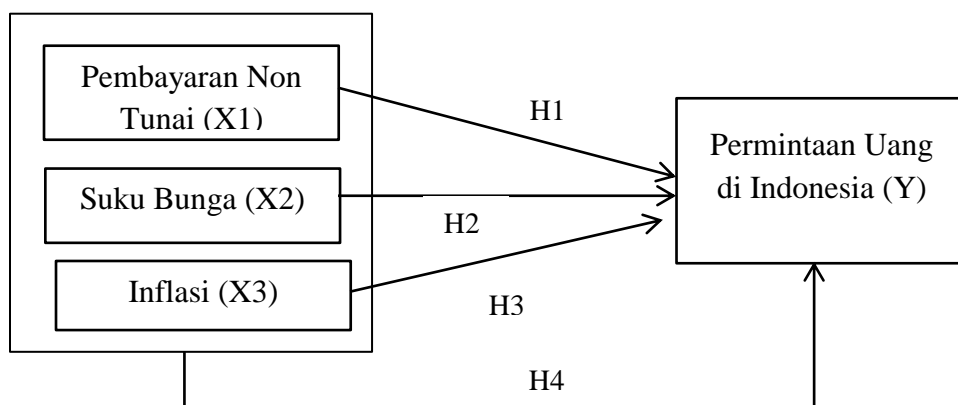 Pembayaran Non
Tunai (X1)
H1
Permintaan Uang
di Indonesia (Y)
Suku Bunga (X2)
H2
Inflasi (X3)
H3
H4